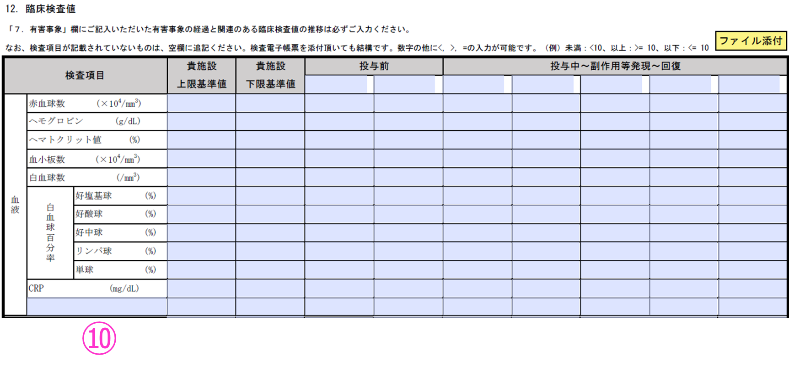 12. 臨床検査値
「7. 有害事象」欄にご記入いただいた有害事象の経過と関連のある臨床検査値の推移は必ずご入力ください。
なお、検査項目が記載されていないものは、空欄に追記ください。検査電子帳票を添付頂いても結構です。数字の他に<, >, =の入力が可能です。（例）未満：<10、以上：>= 10、以下：<= 10
ファイル添付
検査項目
貴施設 上限基準値
貴施設 下限基準値
投与前
投与中～副作用等発現～回復
血液
赤血球数 (×10⁴/mm³)
ヘモグロビン (g/dL)
ヘマトクリット値 (%)
血小板数 (×10⁴/mm³)
白血球数 (/mm³)
白血球百分率
好塩基球 (%)
好酸球 (%)
好中球 (%)
リンパ球 (%)
単球 (%)
CRP (mg/dL)
⑩